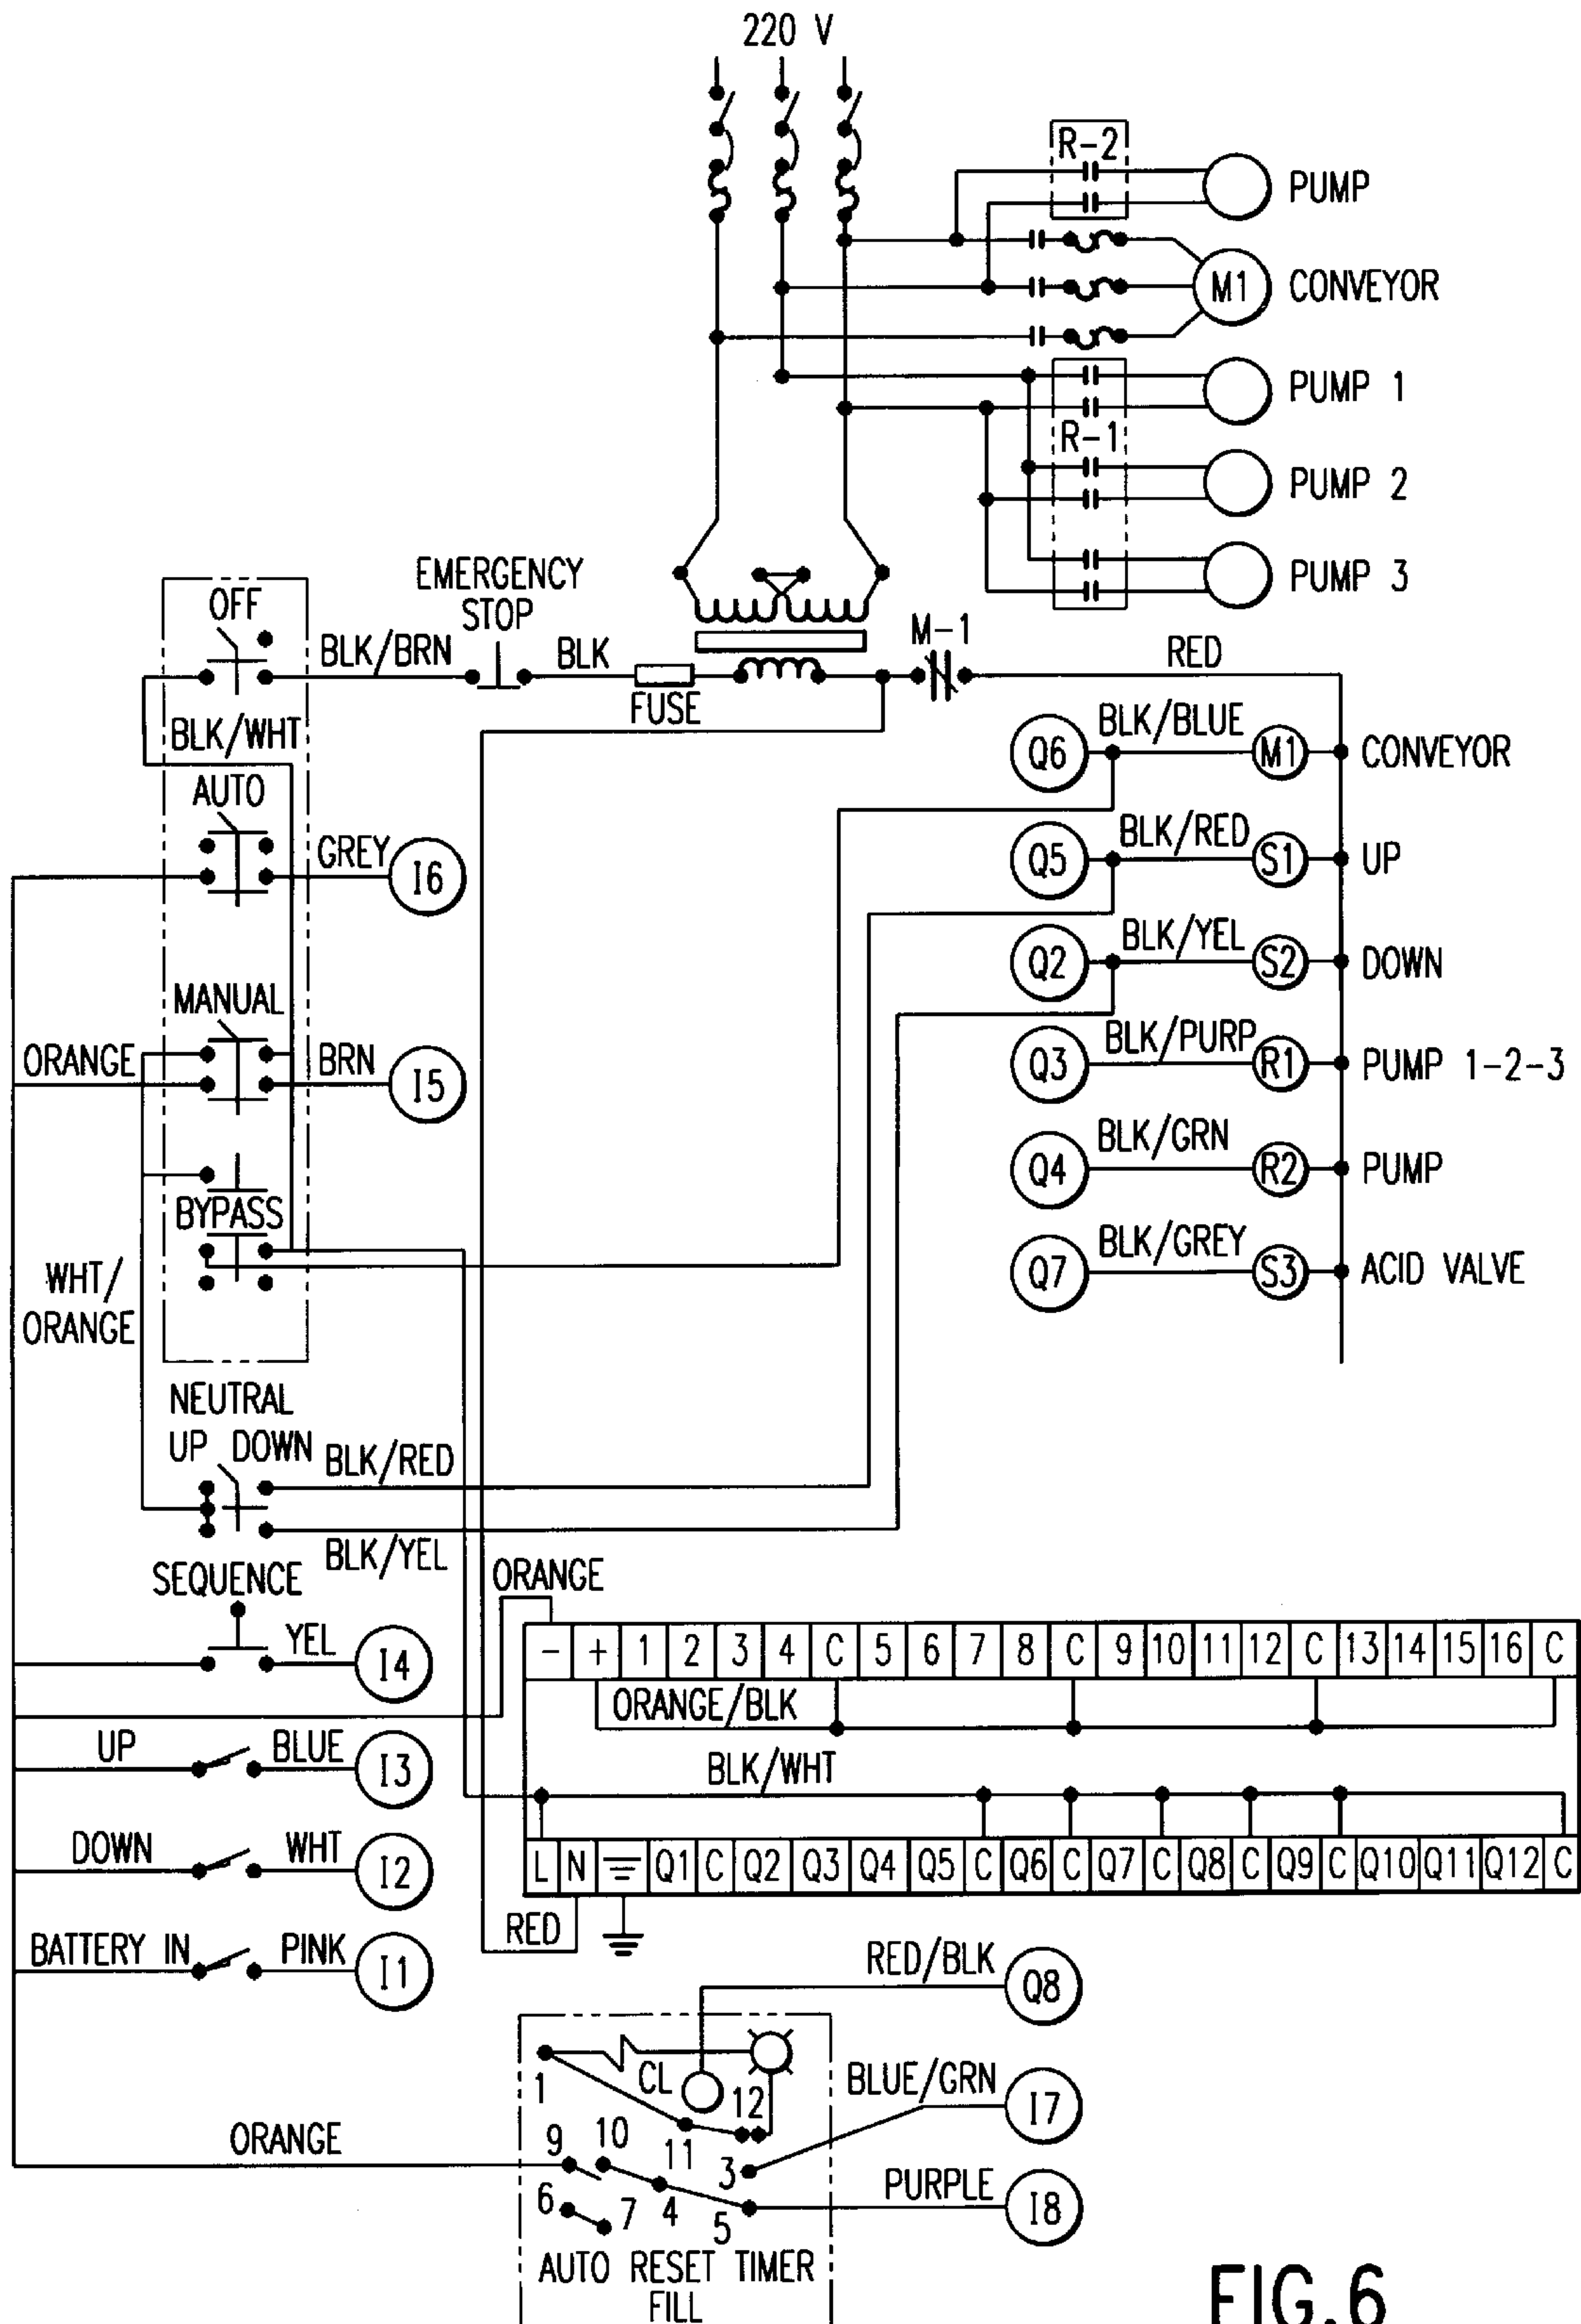 220 V
R-2
PUMP
M1 CONVEYOR
PUMP 1
R-1
PUMP 2
PUMP 3
EMERGENCY
STOP
OFF
BLK/BRN
BLK
FUSE
M-1
RED
BLK/WHT
Q6 BLK/BLUE M1 CONVEYOR
AUTO
GREY I6
Q5 BLK/RED S1 UP
Q2 BLK/YEL S2 DOWN
MANUAL
ORANGE
BRN I5
Q3 BLK/PURP R1 PUMP 1-2-3
Q4 BLK/GRN R2 PUMP
BYPASS
Q7 BLK/GREY S3 ACID VALVE
WHT/
ORANGE
NEUTRAL
UP DOWN
BLK/RED
BLK/YEL
SEQUENCE
YEL I4
ORANGE
- + 1 2 3 4 C 5 6 7 8 C 9 10 11 12 C 13 14 15 16 C
ORANGE/BLK
UP BLUE I3
BLK/WHT
DOWN WHT I2
L N Q1 C Q2 Q3 Q4 Q5 C Q6 C Q7 C Q8 C Q9 C Q10 Q11 Q12 C
RED
BATTERY IN PINK I1
RED/BLK Q8
1 CL 12
BLUE/GRN I7
ORANGE
9 10 11 3
6 7 4 5
PURPLE I8
AUTO RESET TIMER
FILL
FIG.6